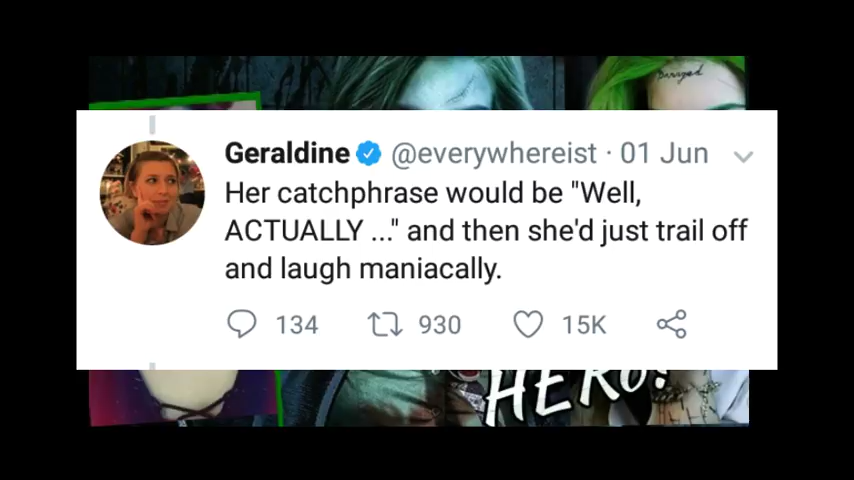 Damaged
Geraldine @everywhereist · 01 Jun
Her catchphrase would be "Well,
ACTUALLY ..." and then she'd just trail off
and laugh maniacally.
134 930 15K
HERO!